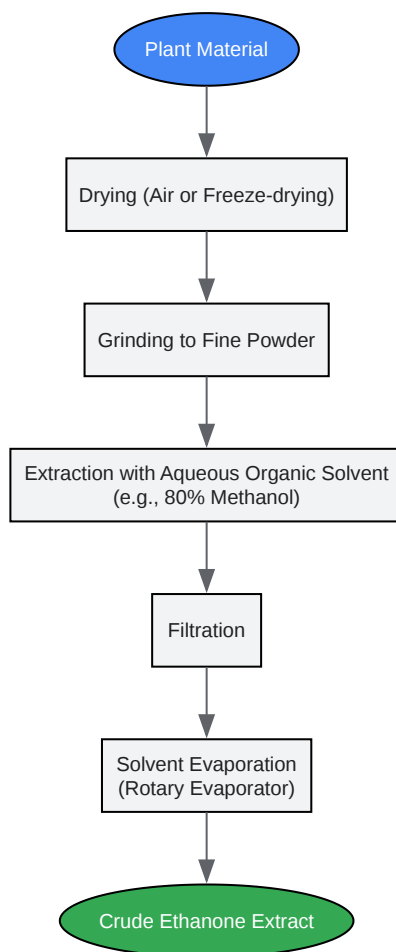 Plant Material
Drying (Air or Freeze-drying)
Grinding to Fine Powder
Extraction with Aqueous Organic Solvent
(e.g., 80% Methanol)
Filtration
Solvent Evaporation
(Rotary Evaporator)
Crude Ethanone Extract